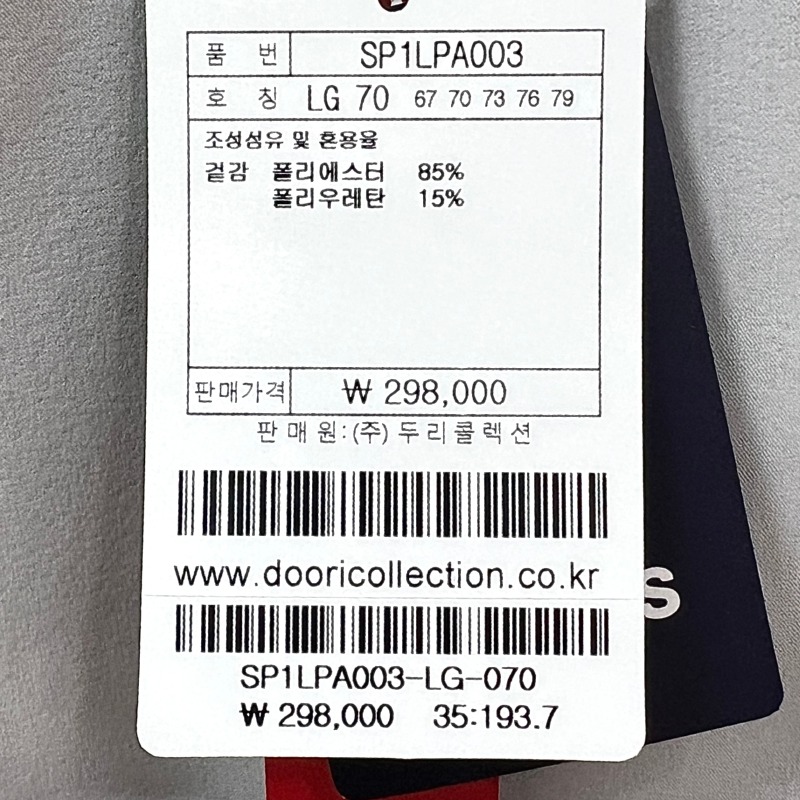 품 번 SP1LPA003
호 칭 LG 70 67 70 73 76 79
조성섬유 및 혼용율
겉감 폴리에스터 85%
폴리우레탄 15%
판매가격 ₩ 298,000
판 매 원:(주) 두 리 콜 렉 션
www.dooricollection.co.kr
s
SP1LPA003-LG-070
₩ 298,000 35:193.7